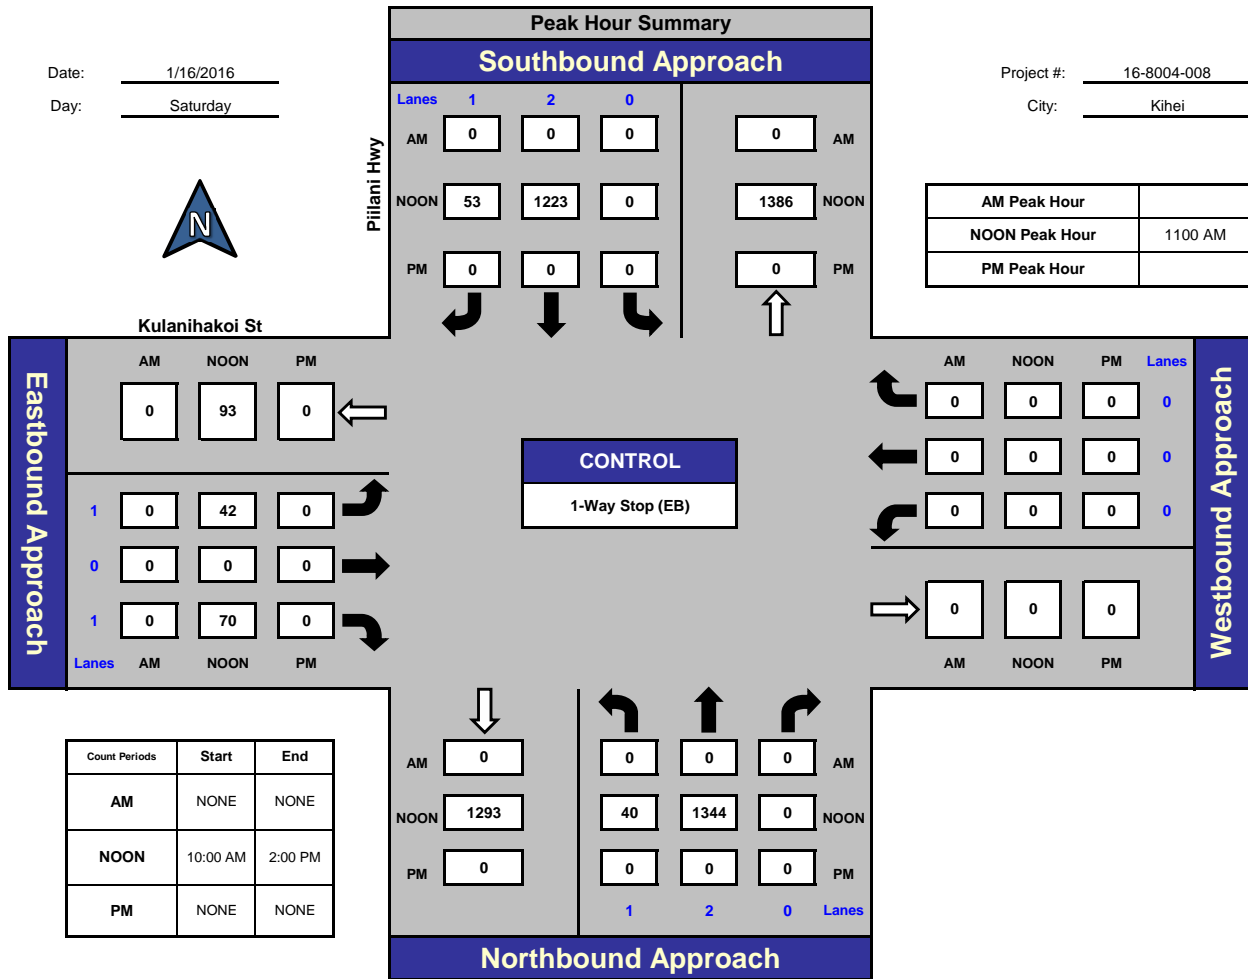 Peak Hour Summary
Southbound Approach
Date: 1/16/2016
Day: Saturday
Project #: 16-8004-008
City: Kihei
N
Piilani Hwy
Lanes 1 2 0
AM 0 0 0 0 AM
NOON 53 1223 0 1386 NOON
PM 0 0 0 0 PM
AM Peak Hour
NOON Peak Hour 1100 AM
PM Peak Hour
Kulanihakoi St
Eastbound Approach
AM NOON PM
0 93 0
1 0 42 0
0 0 0 0
1 0 70 0
Lanes AM NOON PM
CONTROL
1-Way Stop (EB)
AM NOON PM Lanes
0 0 0 0
0 0 0 0
0 0 0 0
0 0 0
AM NOON PM
Westbound Approach
Count Periods Start End
AM NONE NONE
NOON 10:00 AM 2:00 PM
PM NONE NONE
AM 0 0 0 0 AM
NOON 1293 40 1344 0 NOON
PM 0 0 0 0 PM
1 2 0 Lanes
Northbound Approach